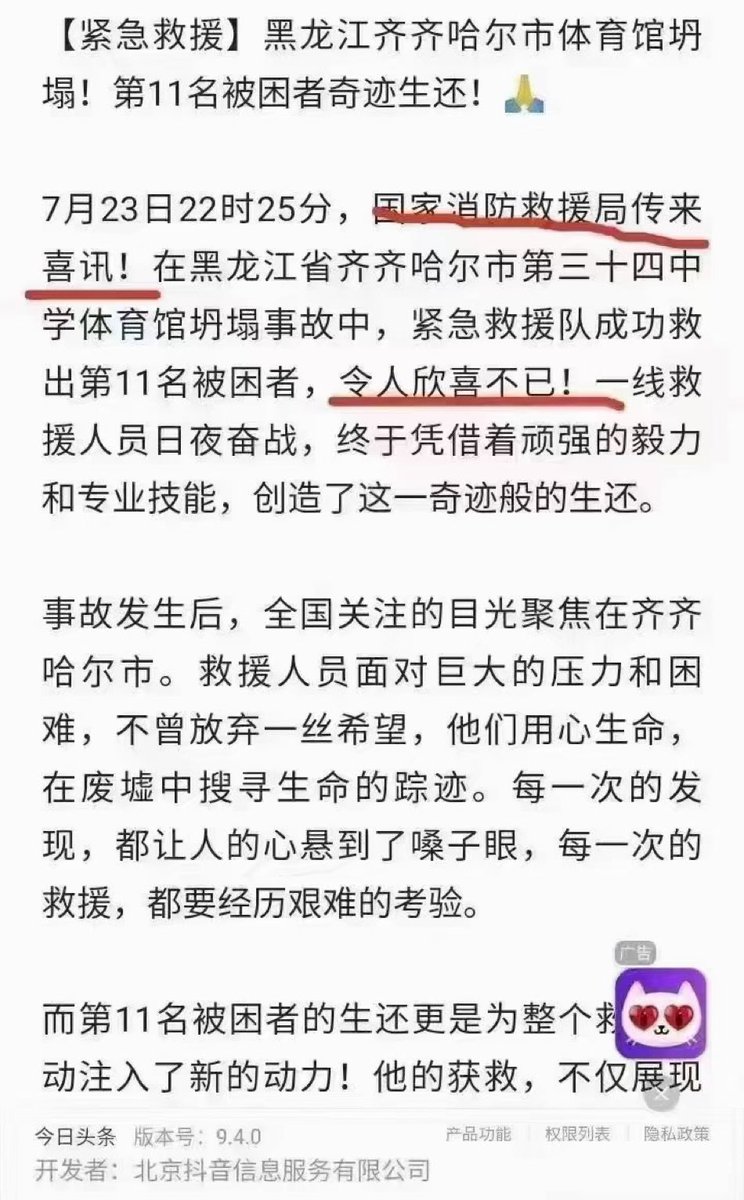 【紧急救援】黑龙江齐齐哈尔市体育馆坍
塌！第11名被困者奇迹生还！🙏
7月23日22时25分，国家消防救援局传来
喜讯！在黑龙江省齐齐哈尔市第三十四中
学体育馆坍塌事故中，紧急救援队成功救
出第11名被困者，令人欣喜不已！一线救
援人员日夜奋战，终于凭借着顽强的毅力
和专业技能，创造了这一奇迹般的生还。
事故发生后，全国关注的目光聚焦在齐齐
哈尔市。救援人员面对巨大的压力和困
难，不曾放弃一丝希望，他们用心生命，
在废墟中搜寻生命的踪迹。每一次的发
现，都让人的心悬到了嗓子眼，每一次的
救援，都要经历艰难的考验。
广告
而第11名被困者的生还更是为整个救
动注入了新的动力！他的获救，不仅展现
今日头条 版本号：9.4.0 产品功能 权限列表 隐私政策
开发者：北京抖音信息服务有限公司